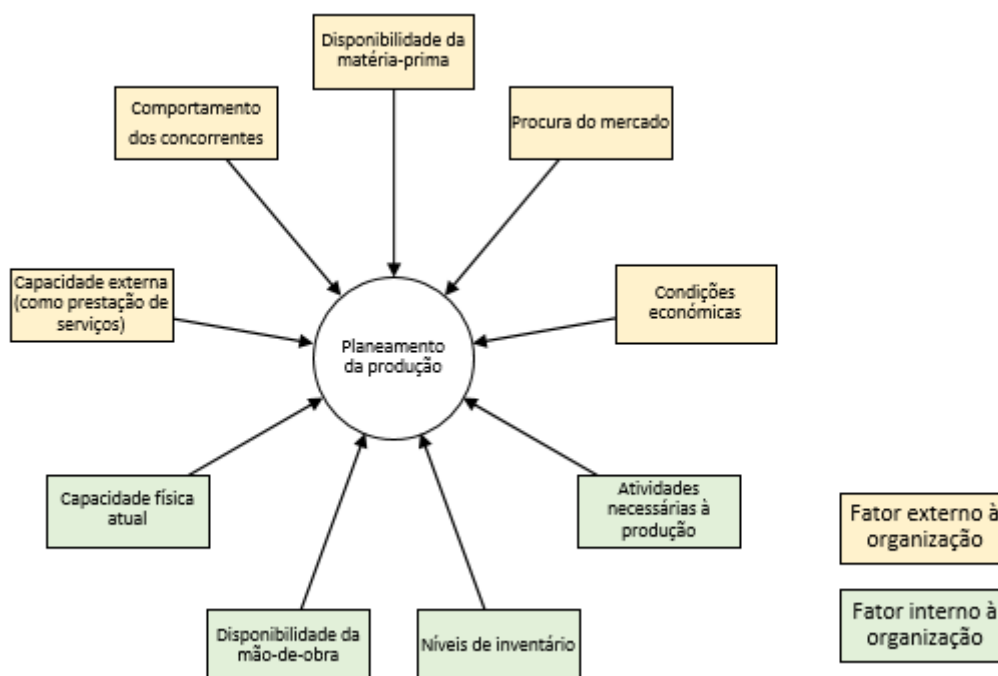 Disponibilidade da
matéria-prima
Comportamento
dos concorrentes
Procura do mercado
Capacidade externa
(como prestação de
serviços)
Condições
económicas
Planeamento
da produção
Capacidade física
atual
Atividades
necessárias à
produção
Disponibilidade da
mão-de-obra
Níveis de inventário
Fator externo à
organização
Fator interno à
organização